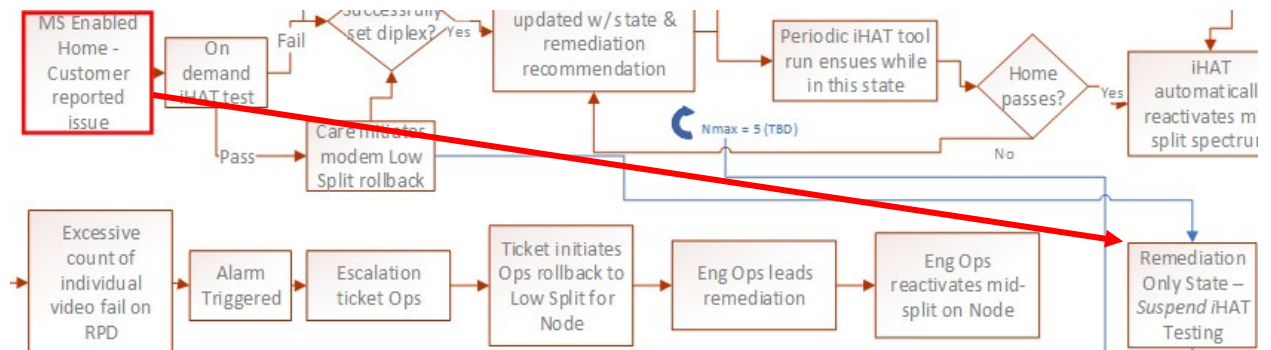 MS Enabled
Home -
Customer
reported
issue
On
demand
iHAT test
Fail
Pass
Successfully
set diplex?
Yes
Care initiates
modem Low
Split rollback
updated w/state &
remediation
recommendation
Periodic iHAT tool
run ensues while
in this state
Home
passes?
Yes
No
iHAT
reactivates
Nmax = 5 (TBD)
Excessive
count of
individual
video fail on
RPD
Alarm
Triggered
Escalation
ticket Ops
Ticket initiates
Ops rollback to
Low Split for
Node
Eng Ops leads
remediation
Eng Ops
reactivates mid-
split on Node
Remediation
Only State –
Suspend iHAT
Testing